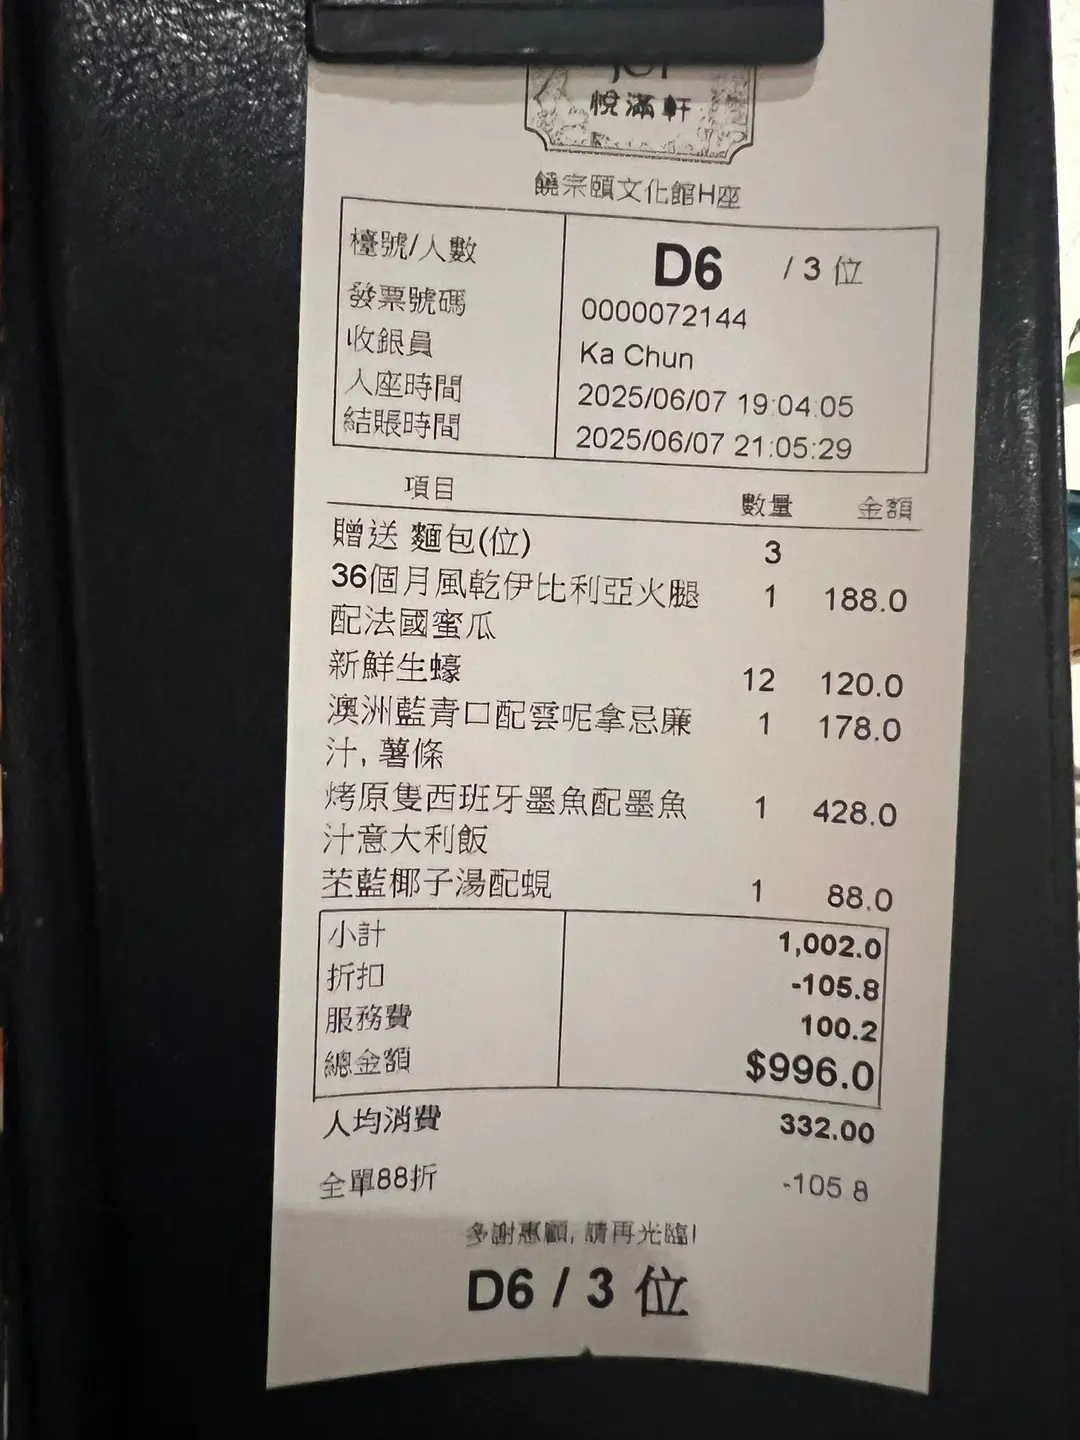 悅滿軒
饒宗頤文化館H座
檯號/人數 D6 / 3 位
發票號碼 0000072144
收銀員 Ka Chun
入座時間 2025/06/07 19:04:05
結賬時間 2025/06/07 21:05:29
項目 數量 金額
贈送 麵包(位) 3
36個月風乾伊比利亞火腿 1 188.0
配法國蜜瓜
新鮮生蠔 12 120.0
澳洲藍青口配雲呢拿忌廉 1 178.0
汁, 薯條
烤原隻西班牙墨魚配墨魚 1 428.0
汁意大利飯
芏藍椰子湯配蜆 1 88.0
小計 1,002.0
折扣 -105.8
服務費 100.2
總金額 $996.0
人均消費 332.00
全單88折 -105.8
多謝惠顧, 請再光臨!
D6 / 3 位